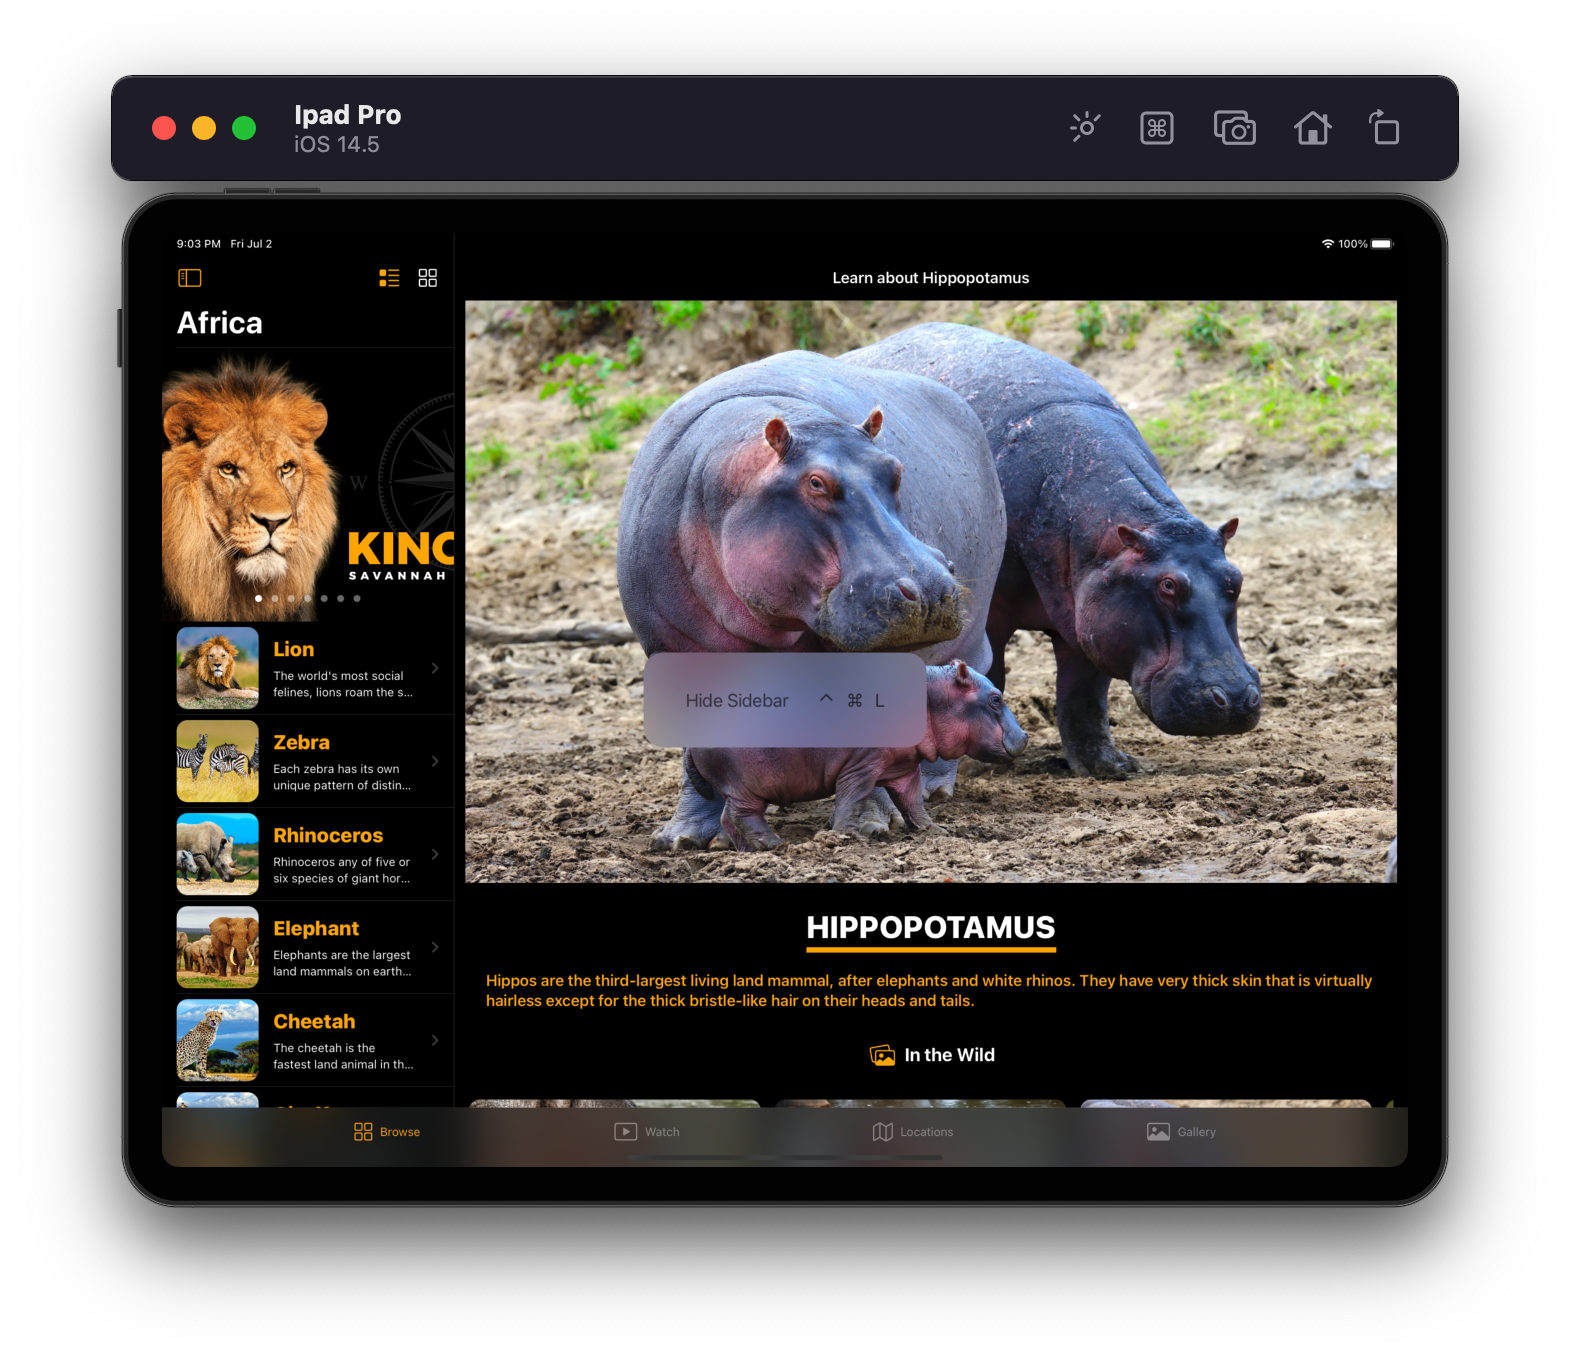 Ipad Pro
iOS 14.5
9:03 PM Fri Jul 2
100%
Learn about Hippopotamus
Africa
W
SAVANNAH
Lion
The world's most social
felines, lions roam the s...
Zebra
Each zebra has its own
unique pattern of distin...
Rhinoceros
Rhinoceros any of five or
six species of giant hor...
Elephant
Elephants are the largest
land mammals on earth...
Cheetah
The cheetah is the
fastest land animal in th...
Hide Sidebar ^ ⌘ L
HIPPOPOTAMUS
Hippos are the third-largest living land mammal, after elephants and white rhinos. They have very thick skin that is virtually
hairless except for the thick bristle-like hair on their heads and tails.
In the Wild
Browse
Watch
Locations
Gallery